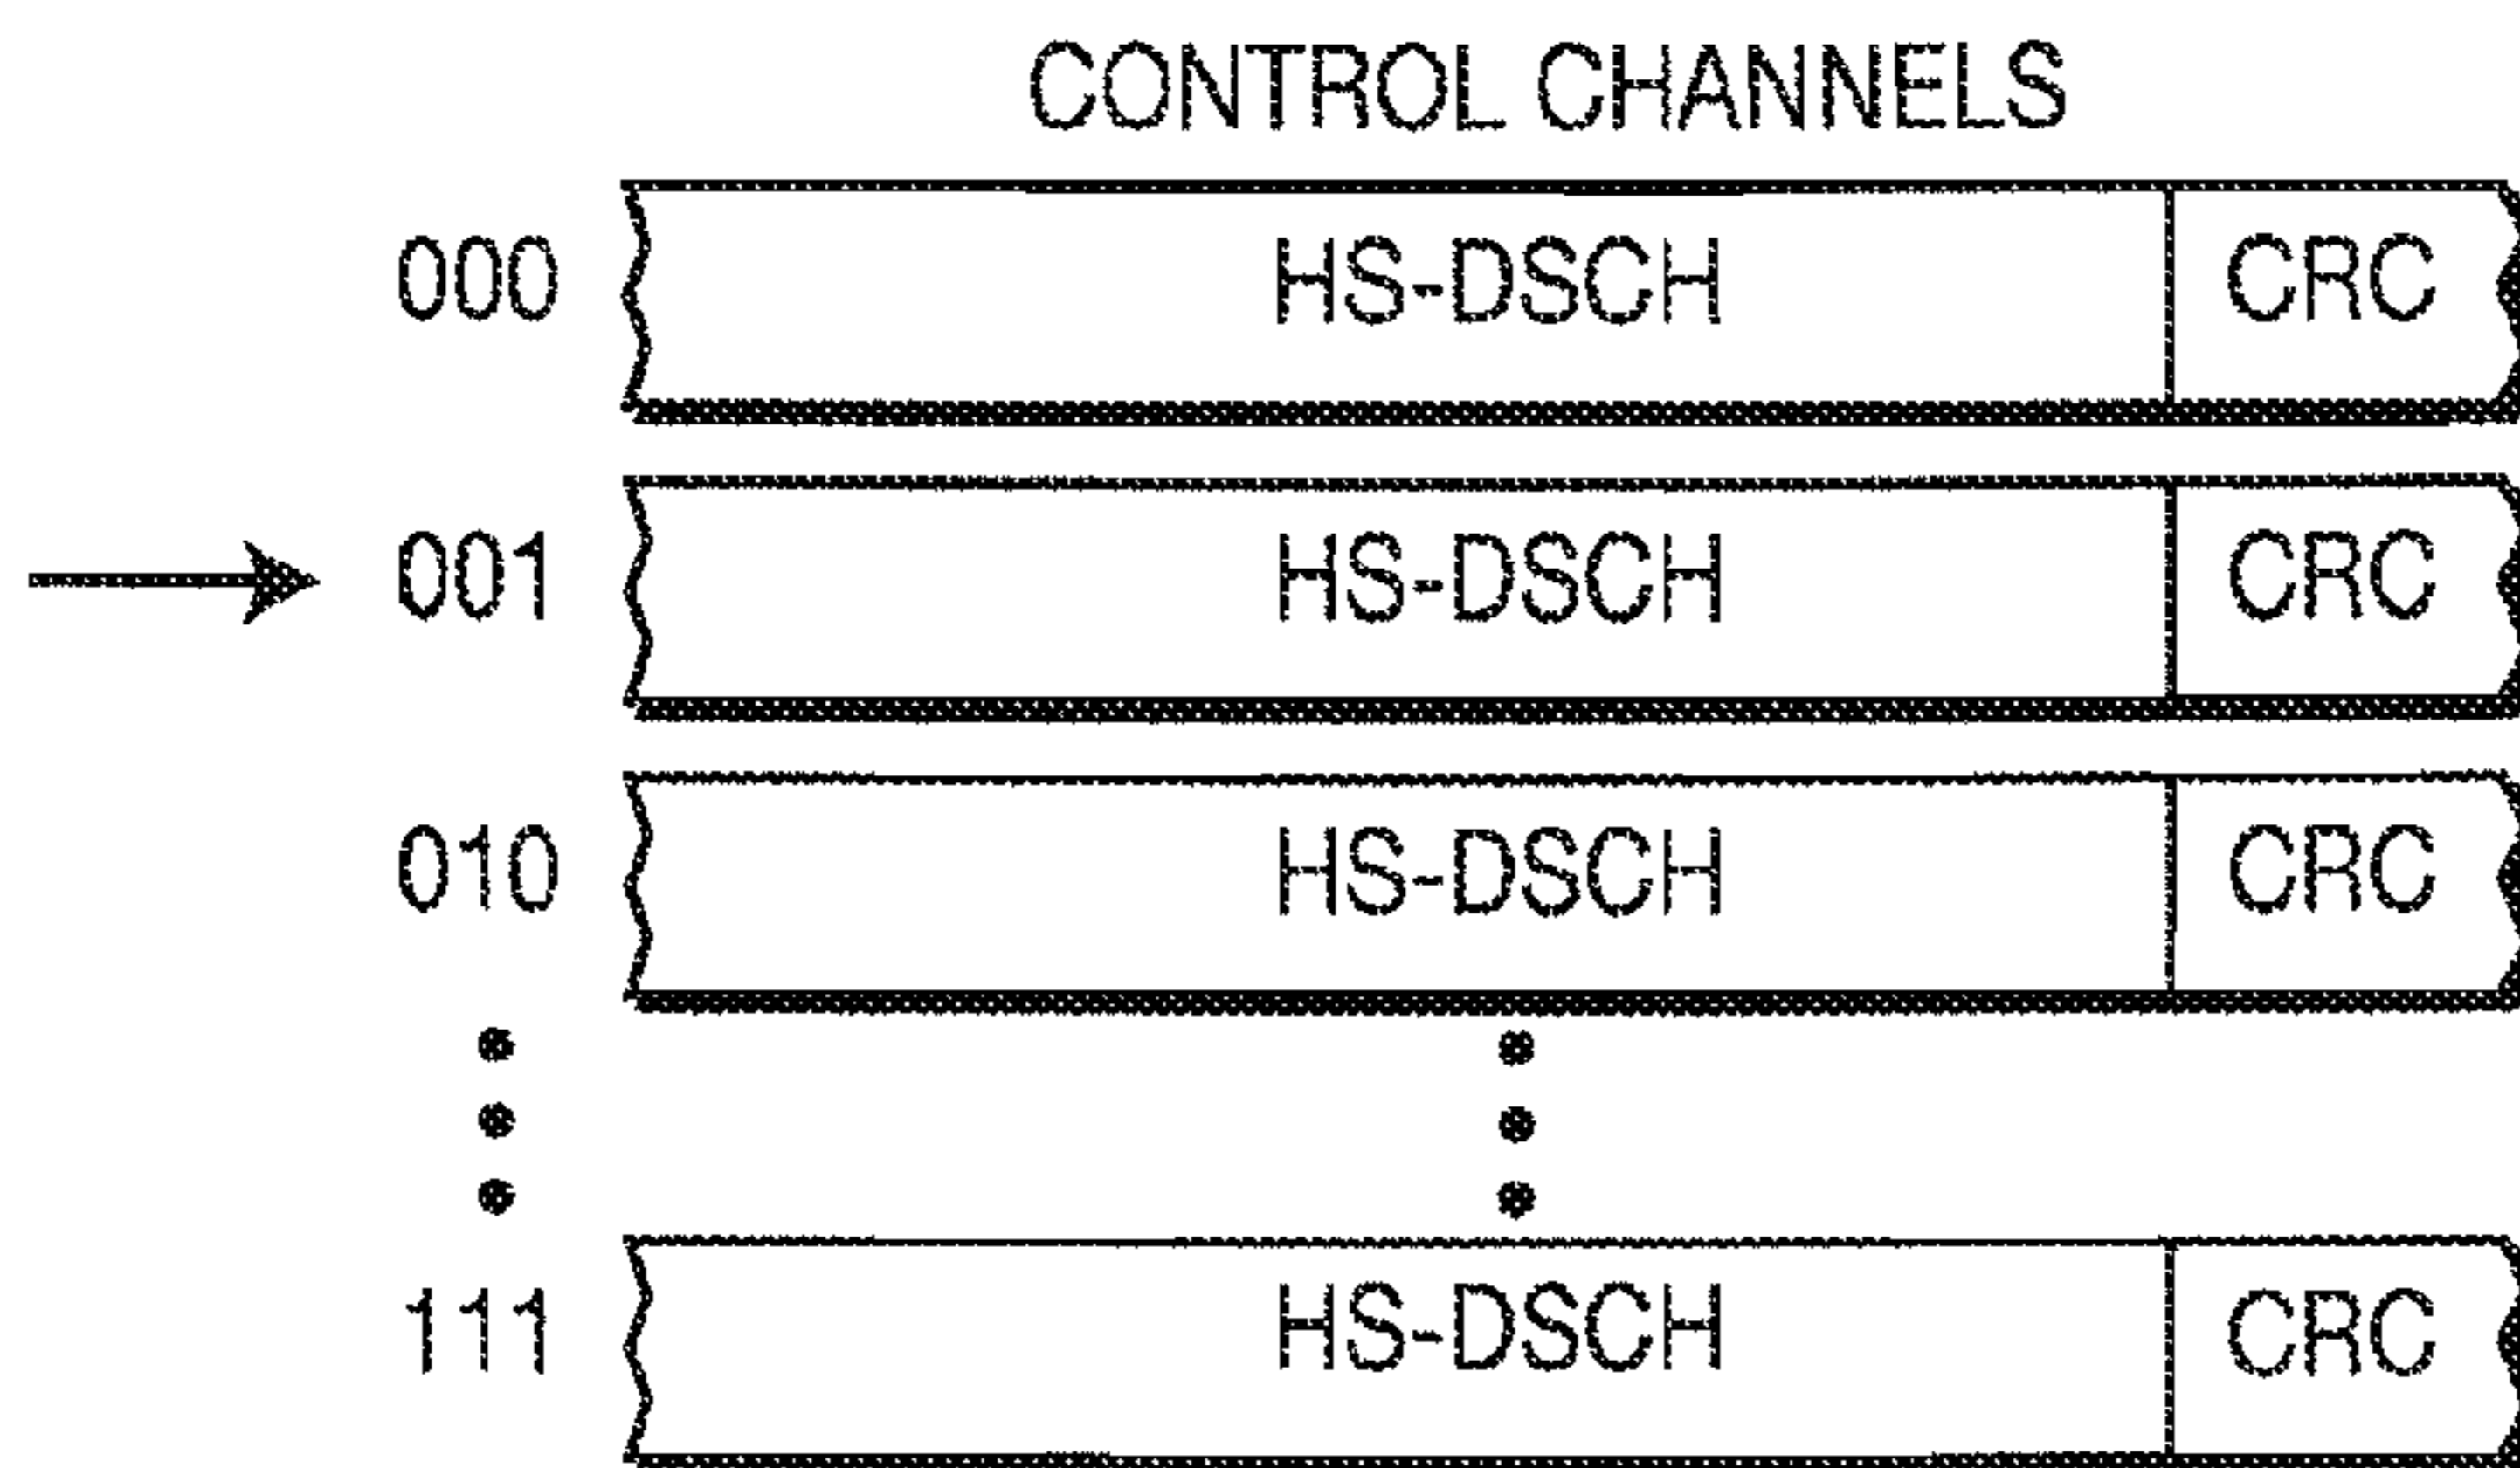 CONTROL CHANNELS
000 HS-DSCH CRC
001 HS-DSCH CRC
010 HS-DSCH CRC
111 HS-DSCH CRC